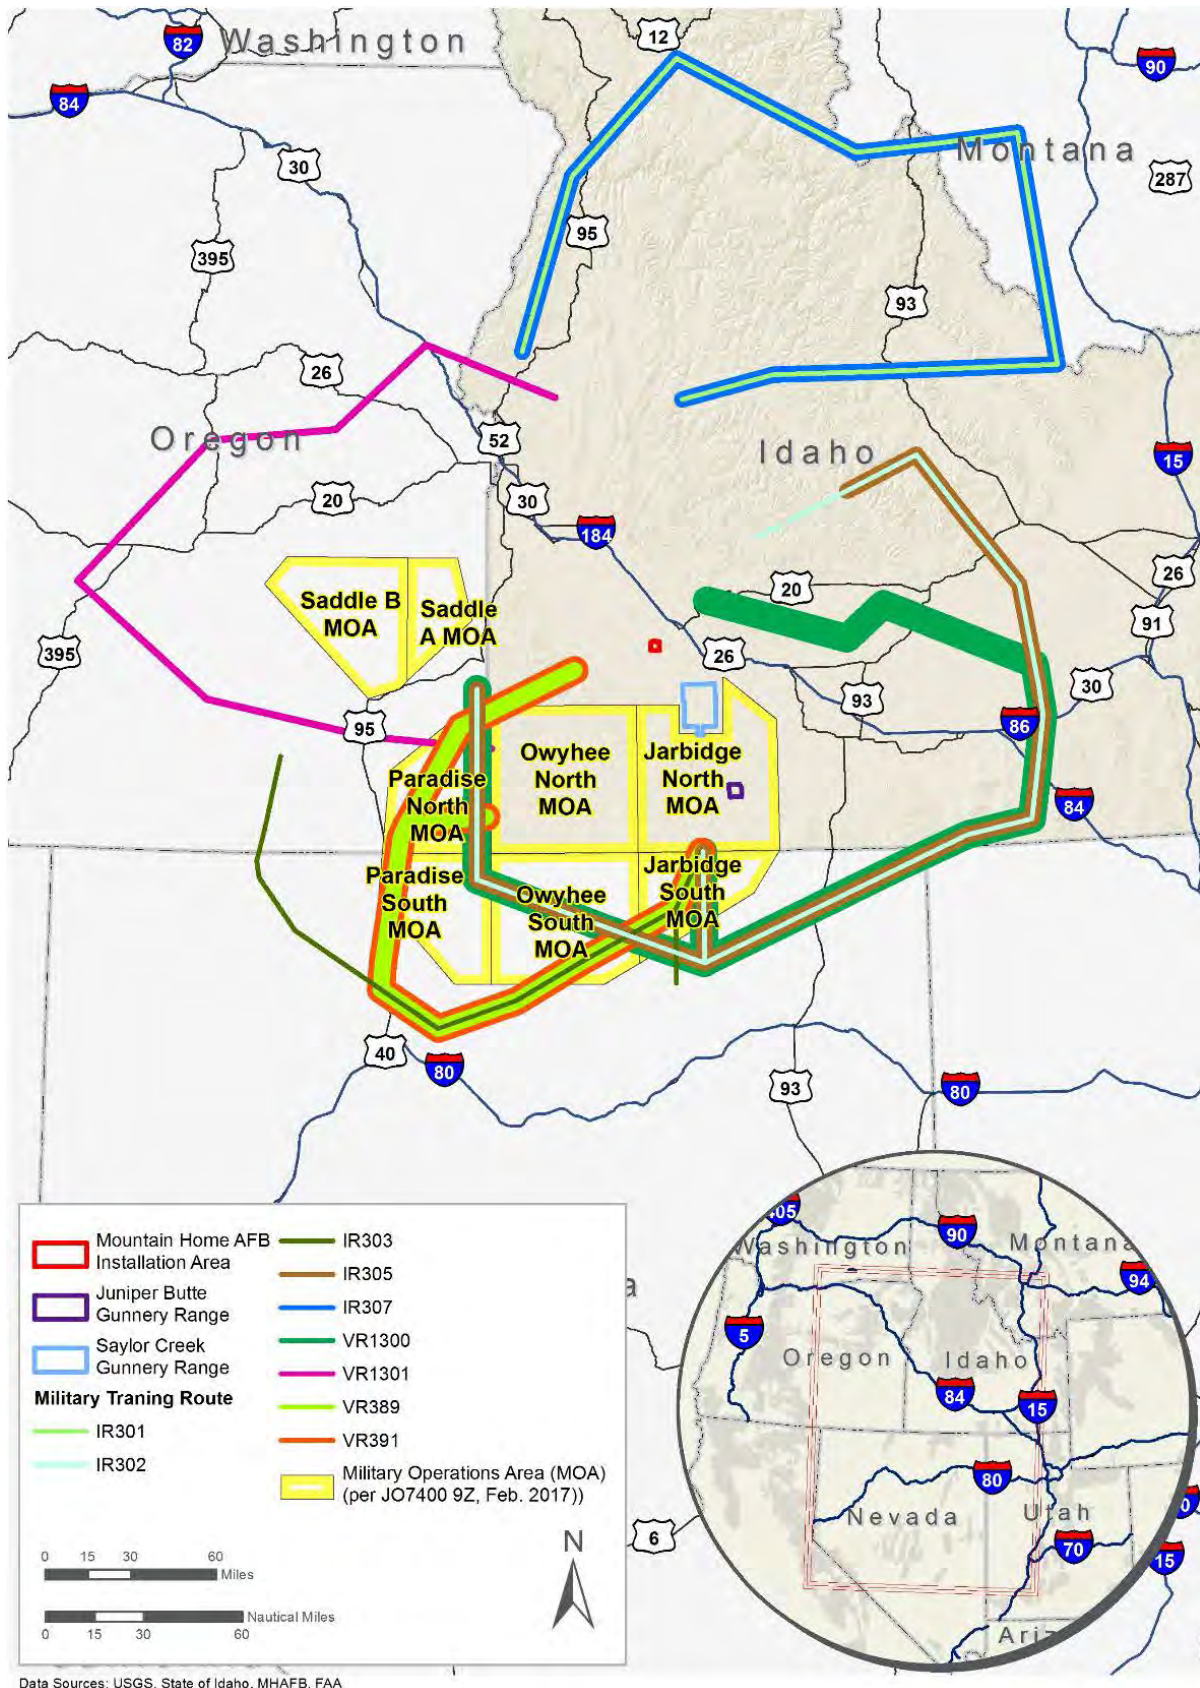 12
82
Washington
90
84
30
Montana
287
95
395
93
26
Oregon
52
Idaho
15
20
30
184
Saddle B
MOA
Saddle
A MOA
20
26
91
395
26
30
93
95
86
Owyhee
North
MOA
Jarbidge
North
MOA
Paradise
North
MOA
84
Paradise
South
MOA
Owyhee
South
MOA
Jarbidge
South
MOA
40
80
93
80
Mountain Home AFB
Installation Area
Juniper Butte
Gunnery Range
Saylor Creek
Gunnery Range
Military Traning Route
IR301
IR302
IR303
IR305
IR307
VR1300
VR1301
VR389
VR391
Military Operations Area (MOA)
(per JO7400 9Z, Feb. 2017))
N
0 15 30 60
Miles
Nautical Miles
0 15 30 60
a
6
405
90
Washington
Montana
94
5
Oregon
Idaho
84
15
80
Nevada
Utah
0
70
15
Ariz
Data Sources: USGS, State of Idaho, MHAFB, FAA